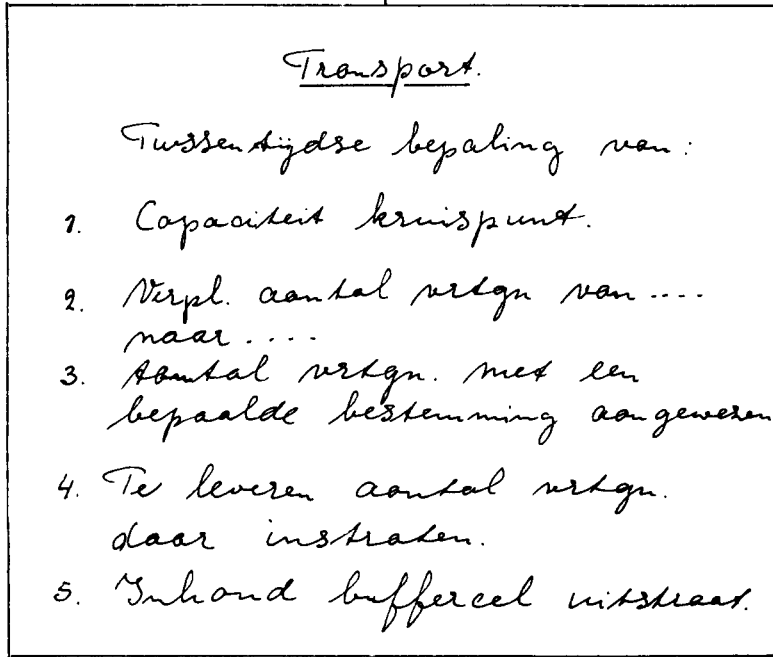 Transport.
Tussentijdse bepaling van:
1. Capaciteit kruispunt.
2. Verpl. aantal vrtgn van ....
naar ....
3. Aantal vrtgn. met een
bepaalde bestemming aangewezen
4. Te leveren aantal vrtgn.
daar instraten.
5. Inhoud buffercel uitstraat.